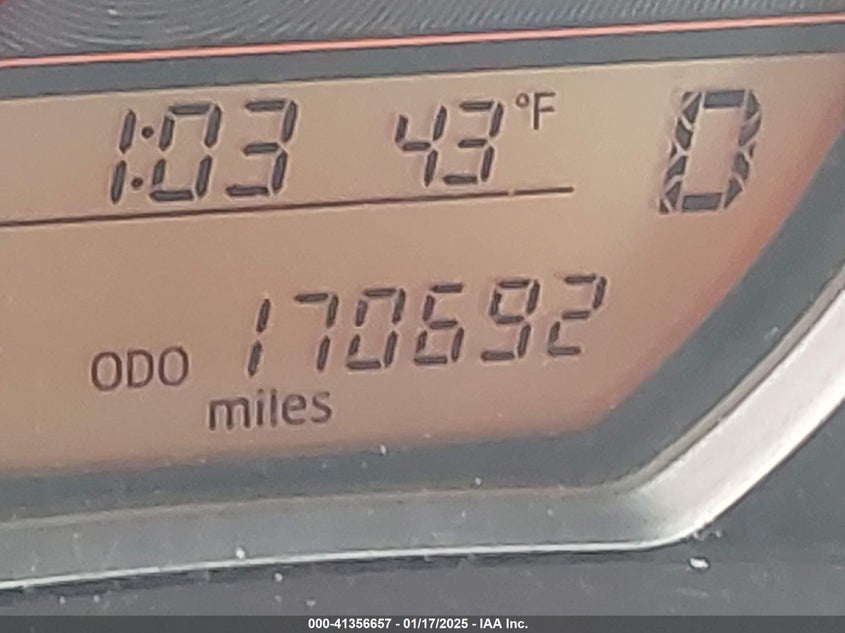 1:03 43 °F D
ODO 170692
miles
000-41356657 - 01/17/2025 - IAA Inc.